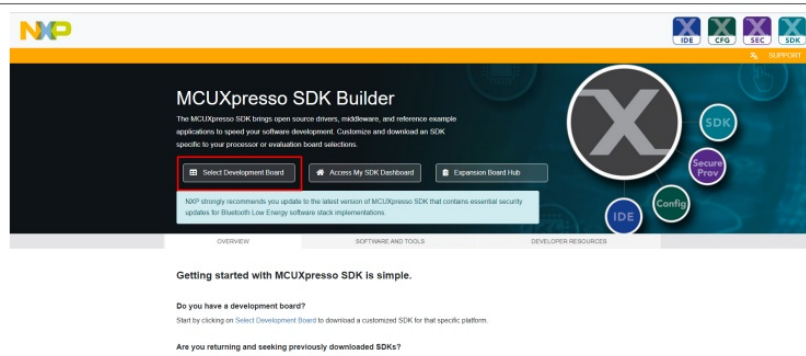 NXP
IDE
CFG
SEC
SDK
SUPPORT
MCUXpresso SDK Builder
The MCUXpresso SDK brings open source drivers, middleware, and reference example
applications to speed your software development. Customize and download an SDK
specific to your processor or evaluation board selections.
Select Development Board
Access My SDK Dashboard
Expansion Board Hub
NXP strongly recommends you update to the latest version of MCUXpresso SDK that contains essential security
updates for Bluetooth Low Energy software stack implementations.
X
SDK
Secure
Prov
Config
IDE
OVERVIEW
SOFTWARE AND TOOLS
DEVELOPER RESOURCES
Getting started with MCUXpresso SDK is simple.
Do you have a development board?
Start by clicking on Select Development Board to download a customized SDK for that specific platform.
Are you returning and seeking previously downloaded SDKs?